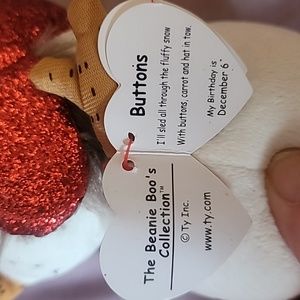 Buttons
I'll sled all through the fluffy snow
With buttons, carrot and hat in tow.
My Birthday is
December 6
The Beanie Boo's
Collection™
© Ty Inc.
www.ty.com